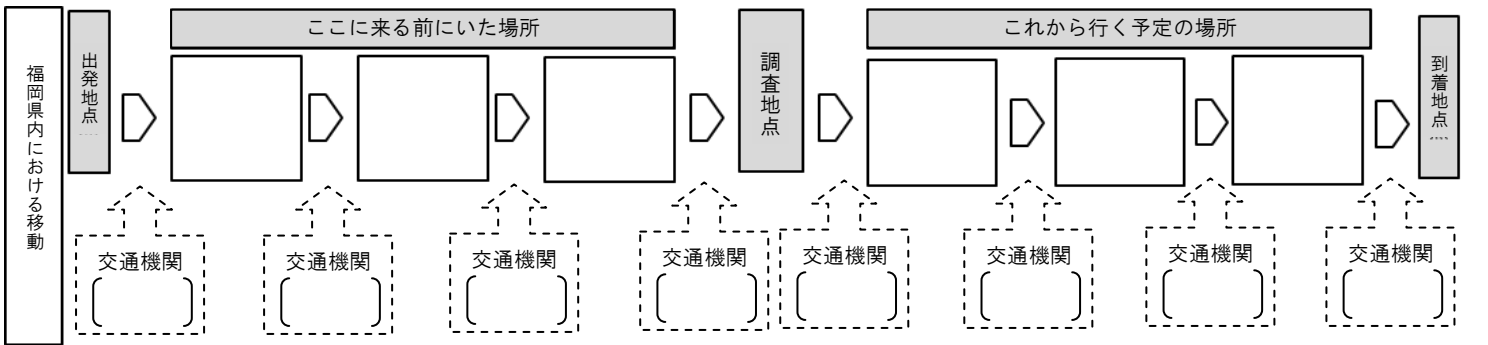 福岡県内における移動
出発地点
ここに来る前にいた場所
調査地点
これから行く予定の場所
到着地点
交通機関
交通機関
交通機関
交通機関
交通機関
交通機関
交通機関
交通機関